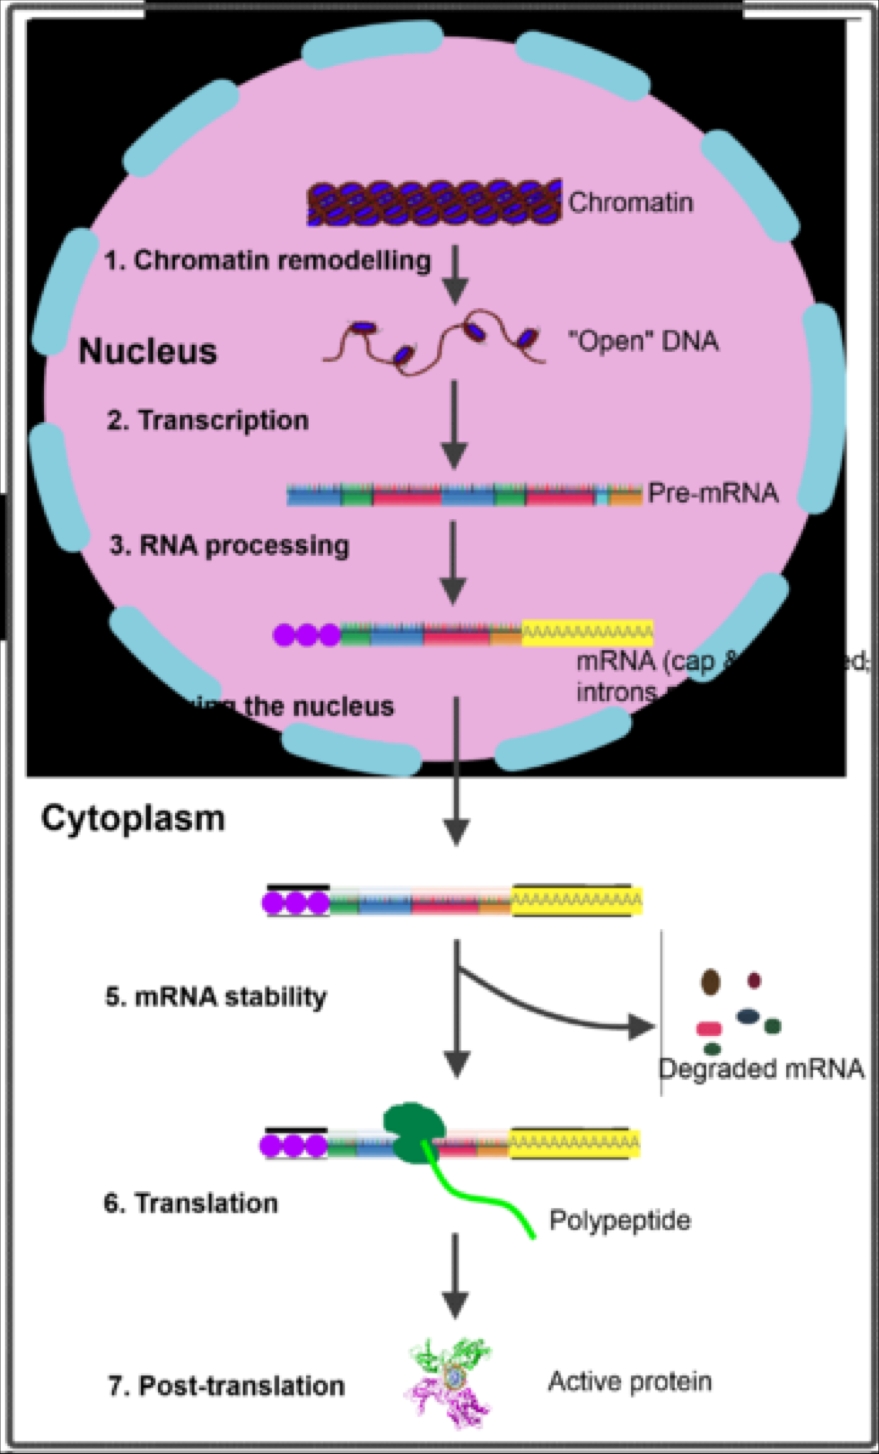 Chromatin
1. Chromatin remodelling
Nucleus
"Open" DNA
2. Transcription
Pre-mRNA
3. RNA processing
mRNA (cap &
introns
the nucleus
Cytoplasm
5. mRNA stability
Degraded mRNA
6. Translation
Polypeptide
7. Post-translation
Active protein